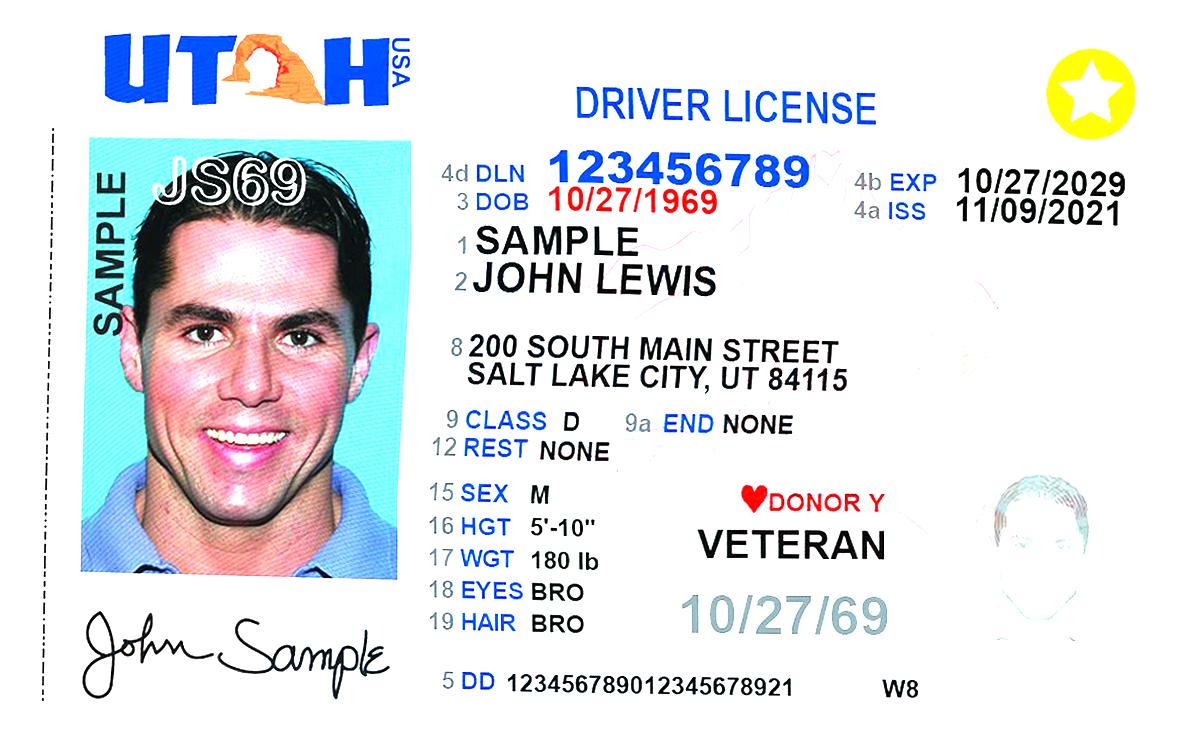 UTAH USA
DRIVER LICENSE
SAMPLE
JS69
4d DLN 123456789
3 DOB 10/27/1969
4b EXP 10/27/2029
4a ISS 11/09/2021
1 SAMPLE
2 JOHN LEWIS
8 200 SOUTH MAIN STREET
SALT LAKE CITY, UT 84115
9 CLASS D 9a END NONE
12 REST NONE
15 SEX M
16 HGT 5'-10"
17 WGT 180 lb
18 EYES BRO
19 HAIR BRO
♥DONOR Y
VETERAN
10/27/69
John Sample
5 DD 12345678901234567 8921
W8